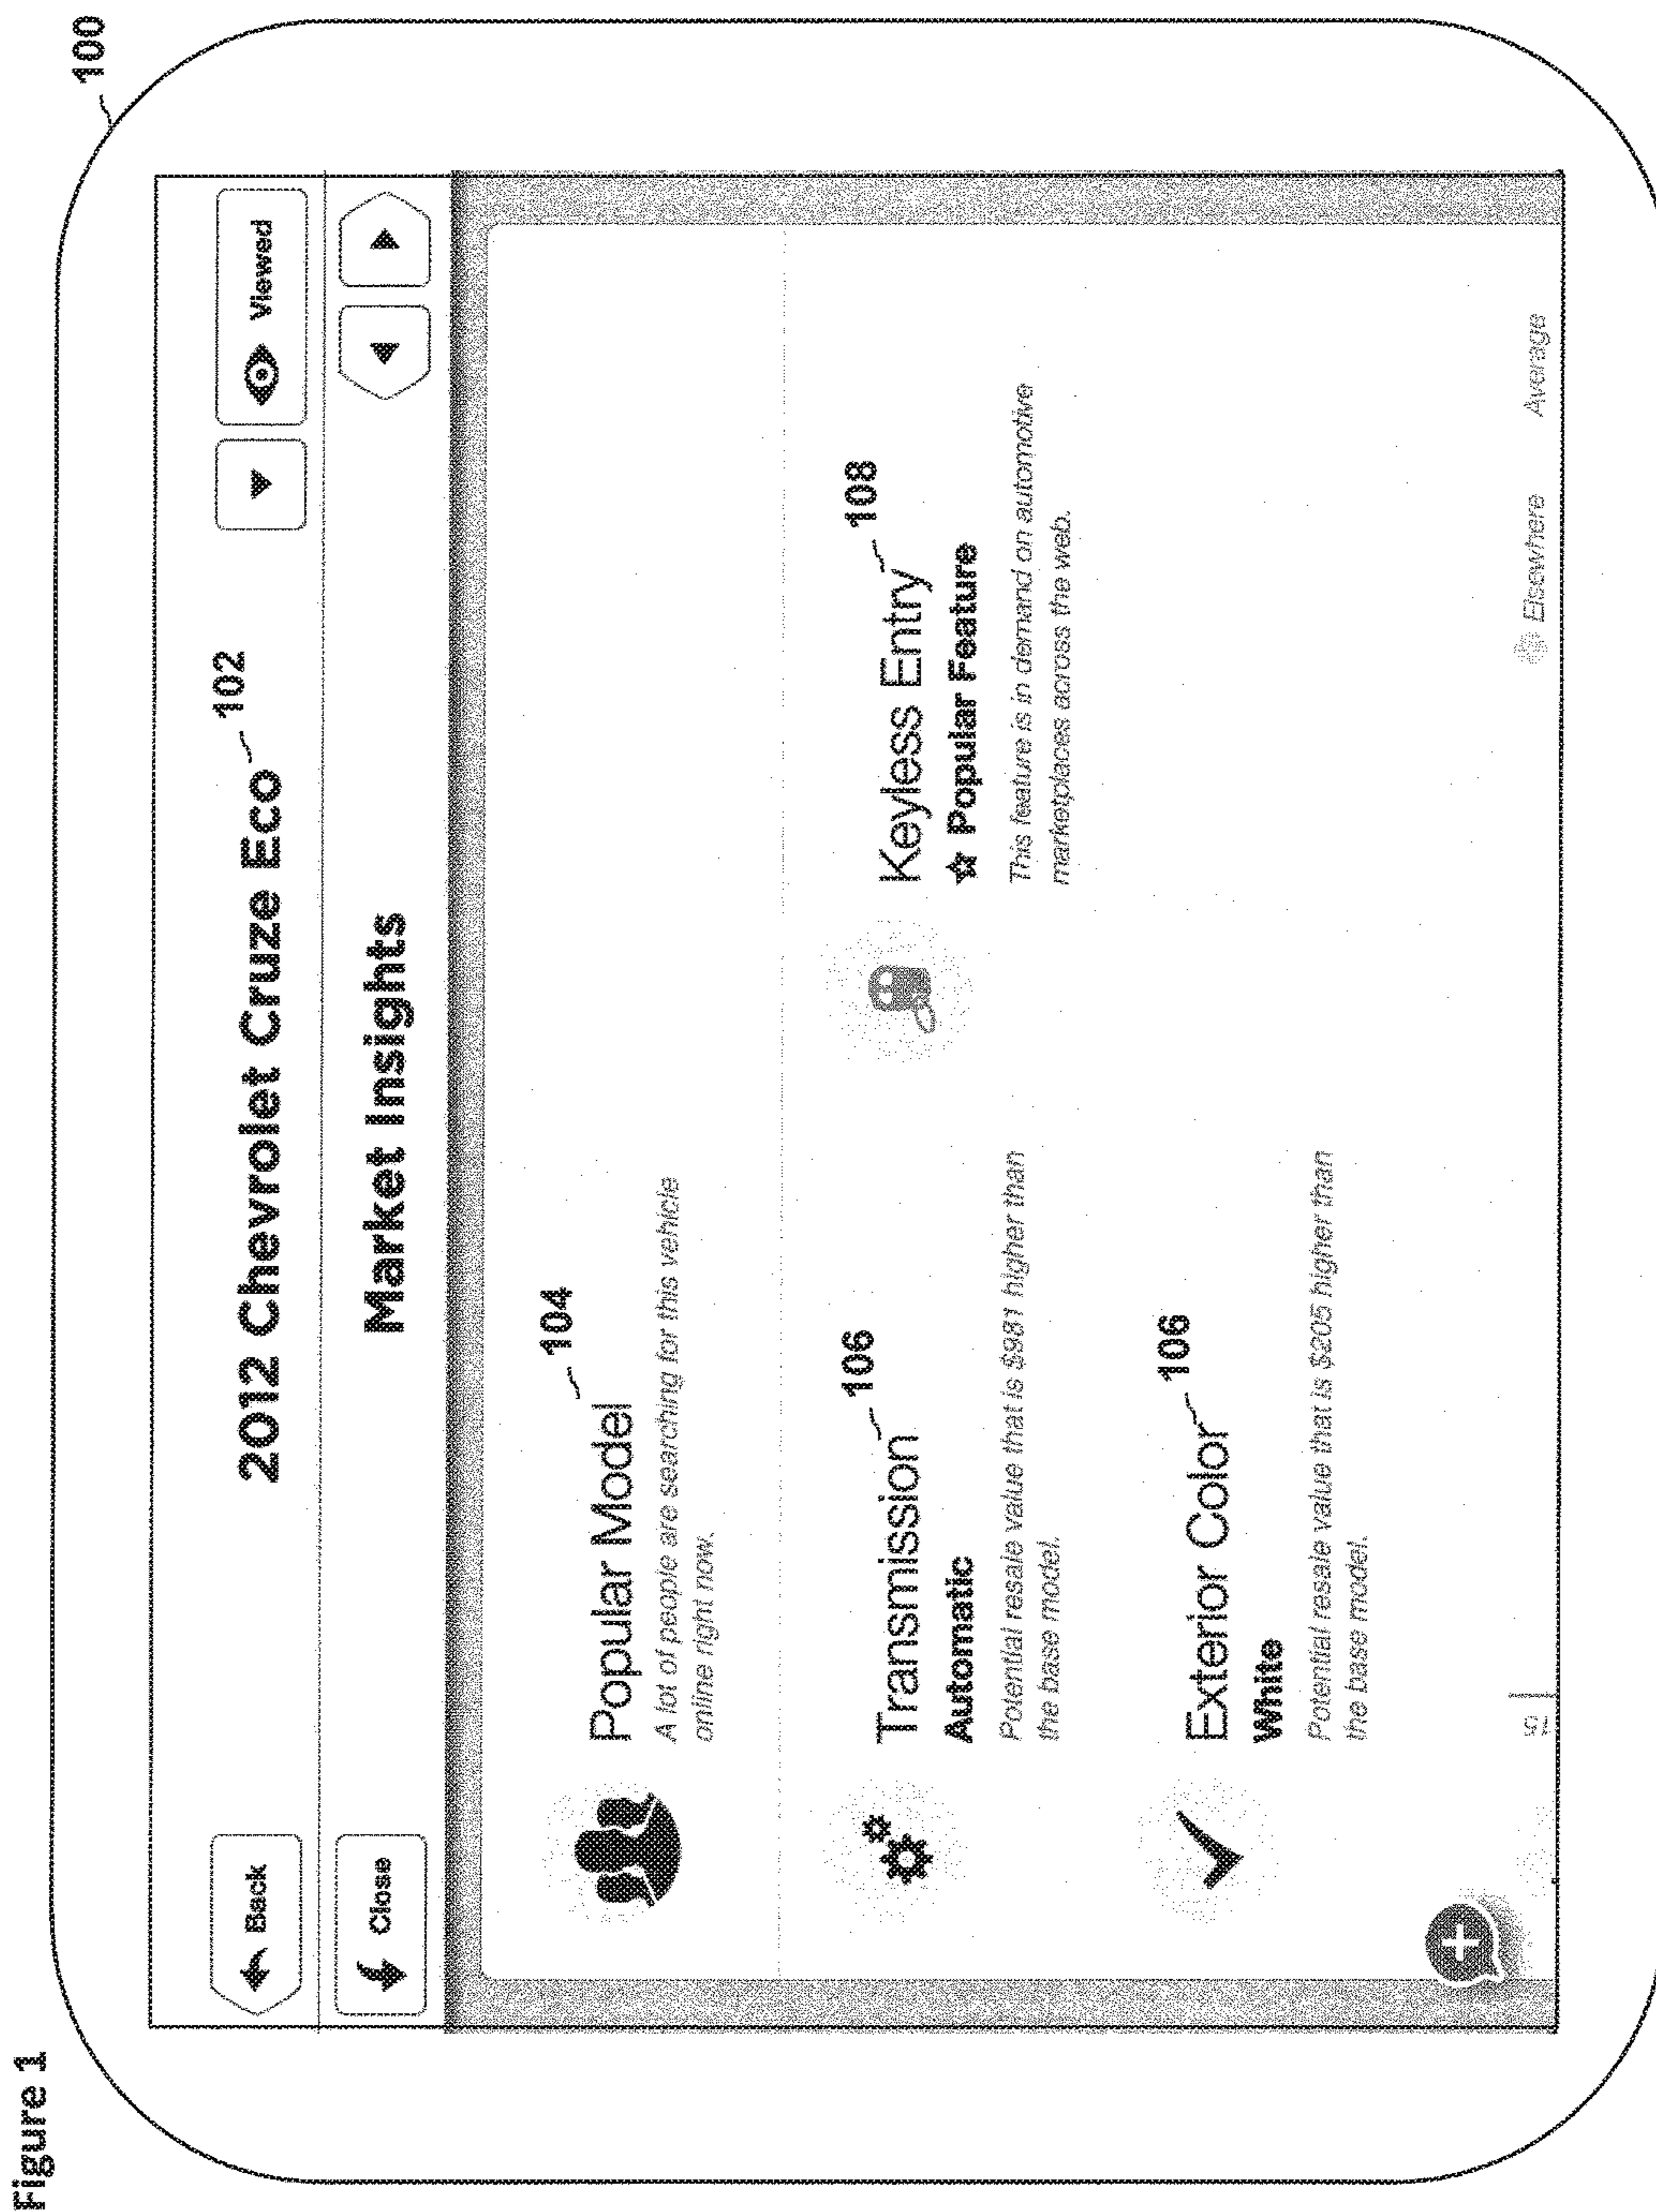 Figure 1
100
Back
2012 Chevrolet Cruze Eco
102
Viewed
Close
Market Insights
Popular Model
104
A lot of people are searching for this vehicle
online right now.
Transmission
106
Automatic
Potential resale value that is $981 higher than
the base model.
Keyless Entry
108
Popular Feature
This feature is in demand on automotive
marketplaces across the web.
Exterior Color
106
White
Potential resale value that is $205 higher than
the base model.
15
Elsewhere
Average